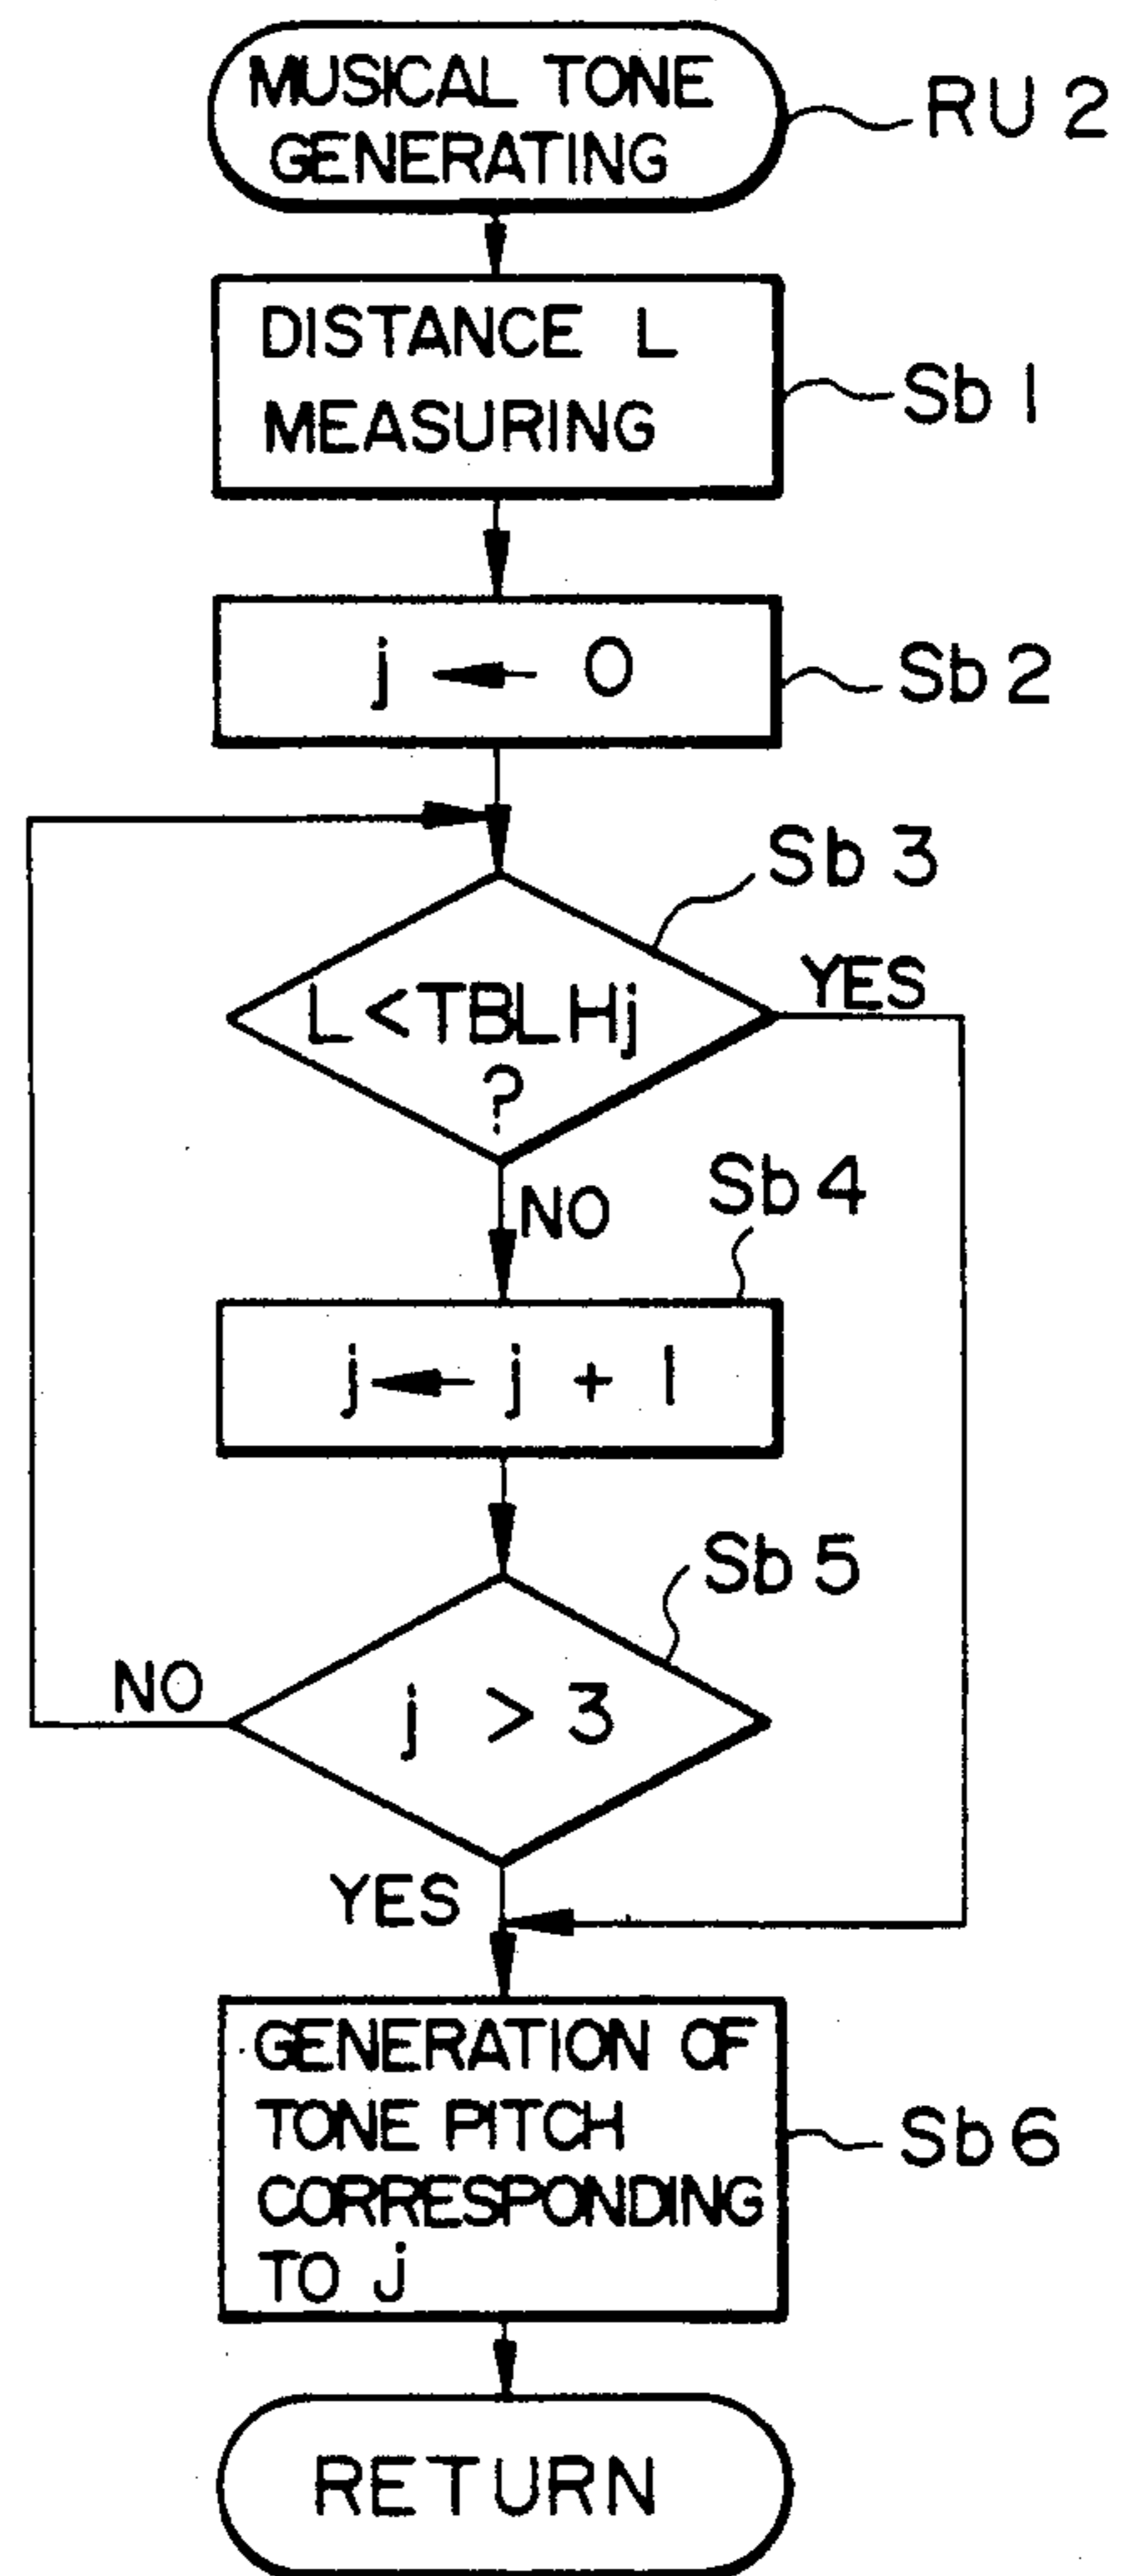 MUSICAL TONE
GENERATING
RU 2
DISTANCE L
MEASURING
Sb 1
j ← 0
Sb 2
Sb 3
L<TBLHj
?
YES
NO
Sb 4
j ← j + 1
Sb 5
j > 3
NO
YES
GENERATION OF
TONE PITCH
CORRESPONDING
TO j
Sb 6
RETURN